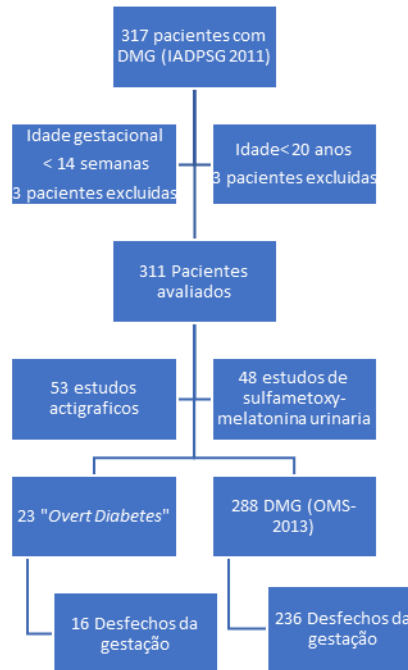 317 pacientes com
DMG (IADPSG 2011)
Idade gestacional
< 14 semanas
3 pacientes excluidas
Idade<20 anos
3 pacientes excluidas
311 Pacientes
avaliados
53 estudos
actigraficos
48 estudos de
sulfametoxy-
melatonina urinaria
23 "Overt Diabetes"
288 DMG (OMS-
2013)
16 Desfechos da
gestação
236 Desfechos da
gestação